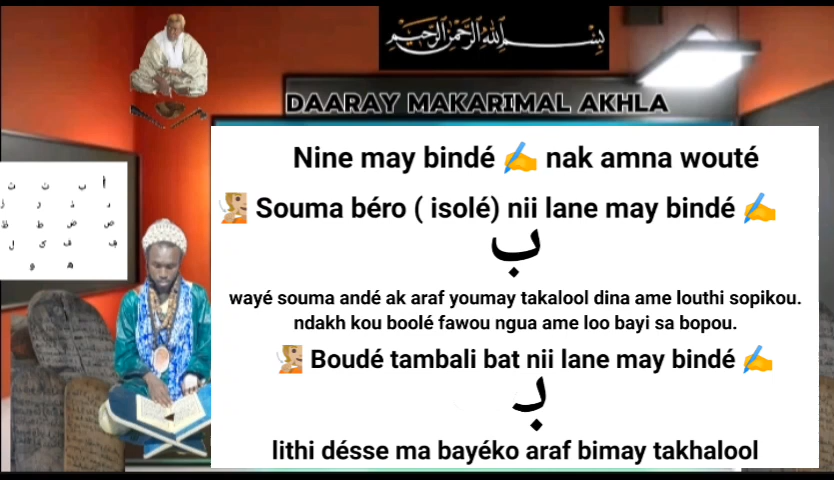 بسم الله الرحمن الرحيم
DAARAY MAKARIMAL AKHLA
Nine may bindé ✍ nak amna wouté
Souma béro ( isolé) nii lane may bindé ✍
ب
wayé souma andé ak araf youmay takalool dina ame louthi sopikou.
ndakh kou boolé fawou ngua ame loo bayi sa bopou.
Boudé tambali bat nii lane may bindé ✍
بـ
lithi désse ma bayéko araf bimay takhalool